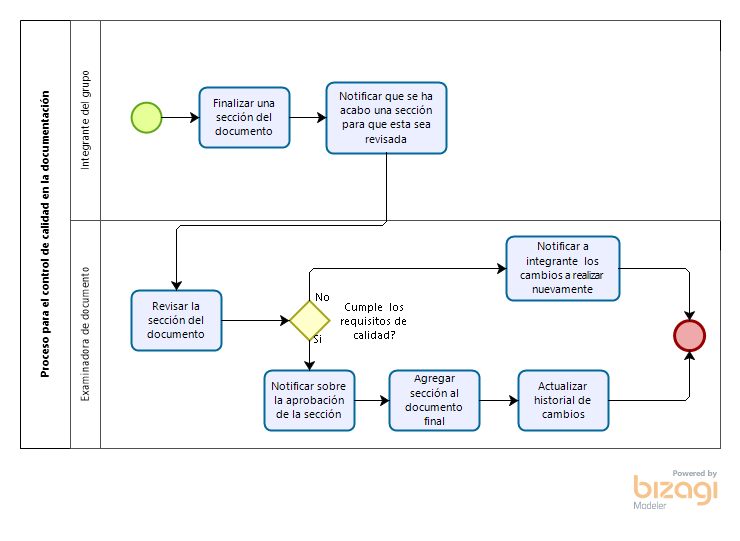 Proceso para el control de calidad en la documentación
Integrante del grupo
Finalizar una
sección del
documento
Notificar que se ha
acabo una sección
para que esta sea
revisada
Examinadora de documento
Revisar la
sección del
documento
No
Si
Cumple los
requisitos de
calidad?
Notificar a
integrante los
cambos a realizar
nuevamente
Notificar sobre
la aprobación
de la sección
Agregar
sección al
documento
final
Actualizar
historial de
cambios
Powered by
bizagi
Modeler